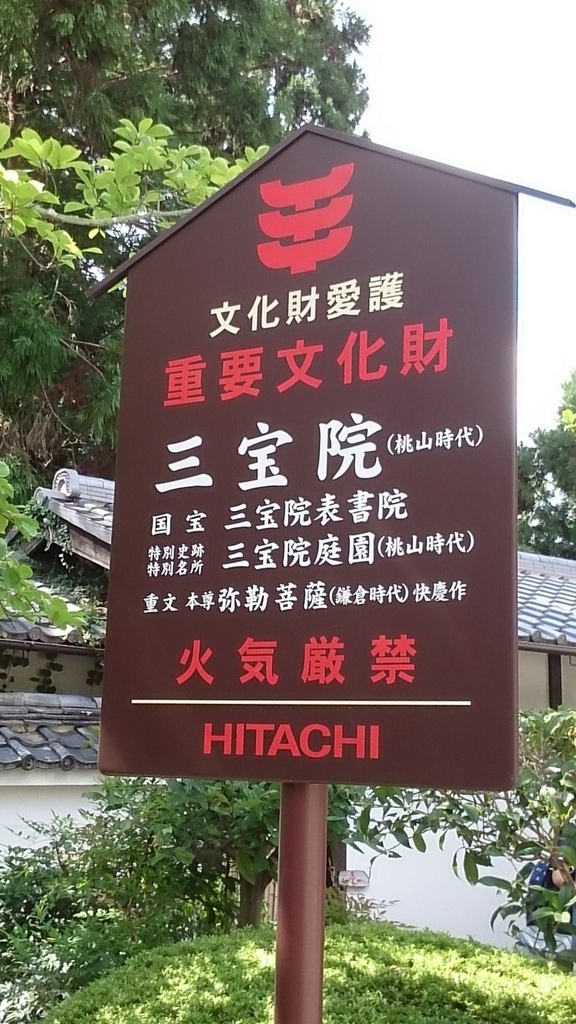 文化財愛護
重要文化財
三宝院(桃山時代)
国宝 三宝院表書院
特別史跡
特別名所 三宝院庭園(桃山時代)
重文 本尊 弥勒菩薩(鎌倉時代)快慶作
火気厳禁
HITACHI